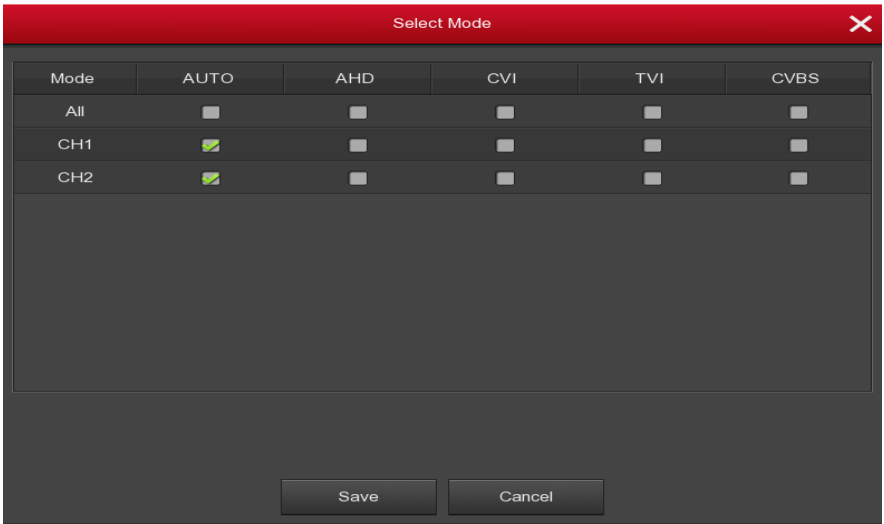 Select Mode
Mode AUTO AHD CVI TVI CVBS
All
CH1
CH2
Save Cancel